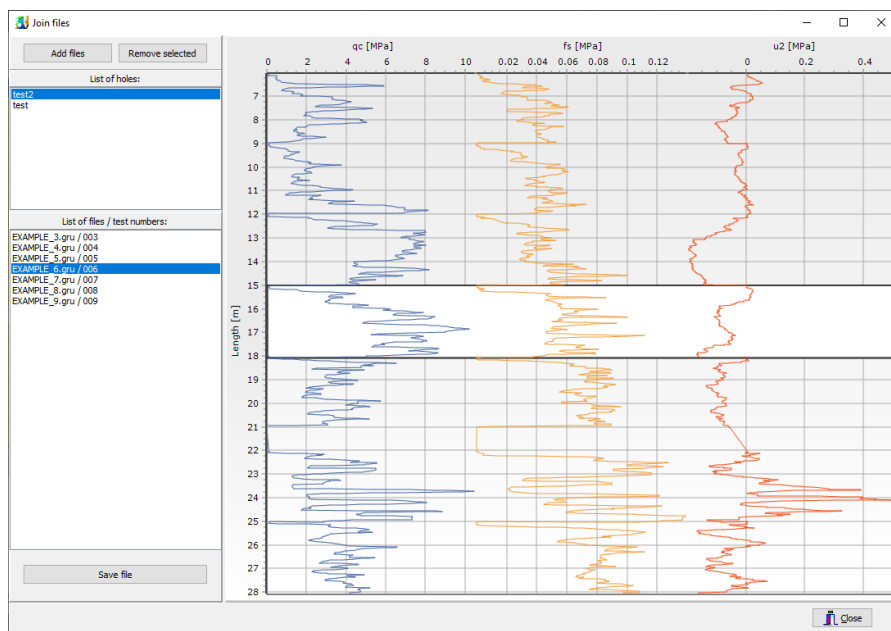 Join files
Add files
Remove selected
List of holes:
test2
test
List of files / test numbers:
EXAMPLE_3.gru / 003
EXAMPLE_4.gru / 004
EXAMPLE_5.gru / 005
EXAMPLE_6.gru / 006
EXAMPLE_7.gru / 007
EXAMPLE_8.gru / 008
EXAMPLE_9.gru / 009
Save file
qc [MPa]
fs [MPa]
u2 [MPa]
0 2 4 6 8 10
0.02 0.04 0.06 0.08 0.1 0.12
0 0.2 0.4
Length [m]
7
8
9
10
11
12
13
14
15
16
17
18
19
20
21
22
23
24
25
26
27
28
Close